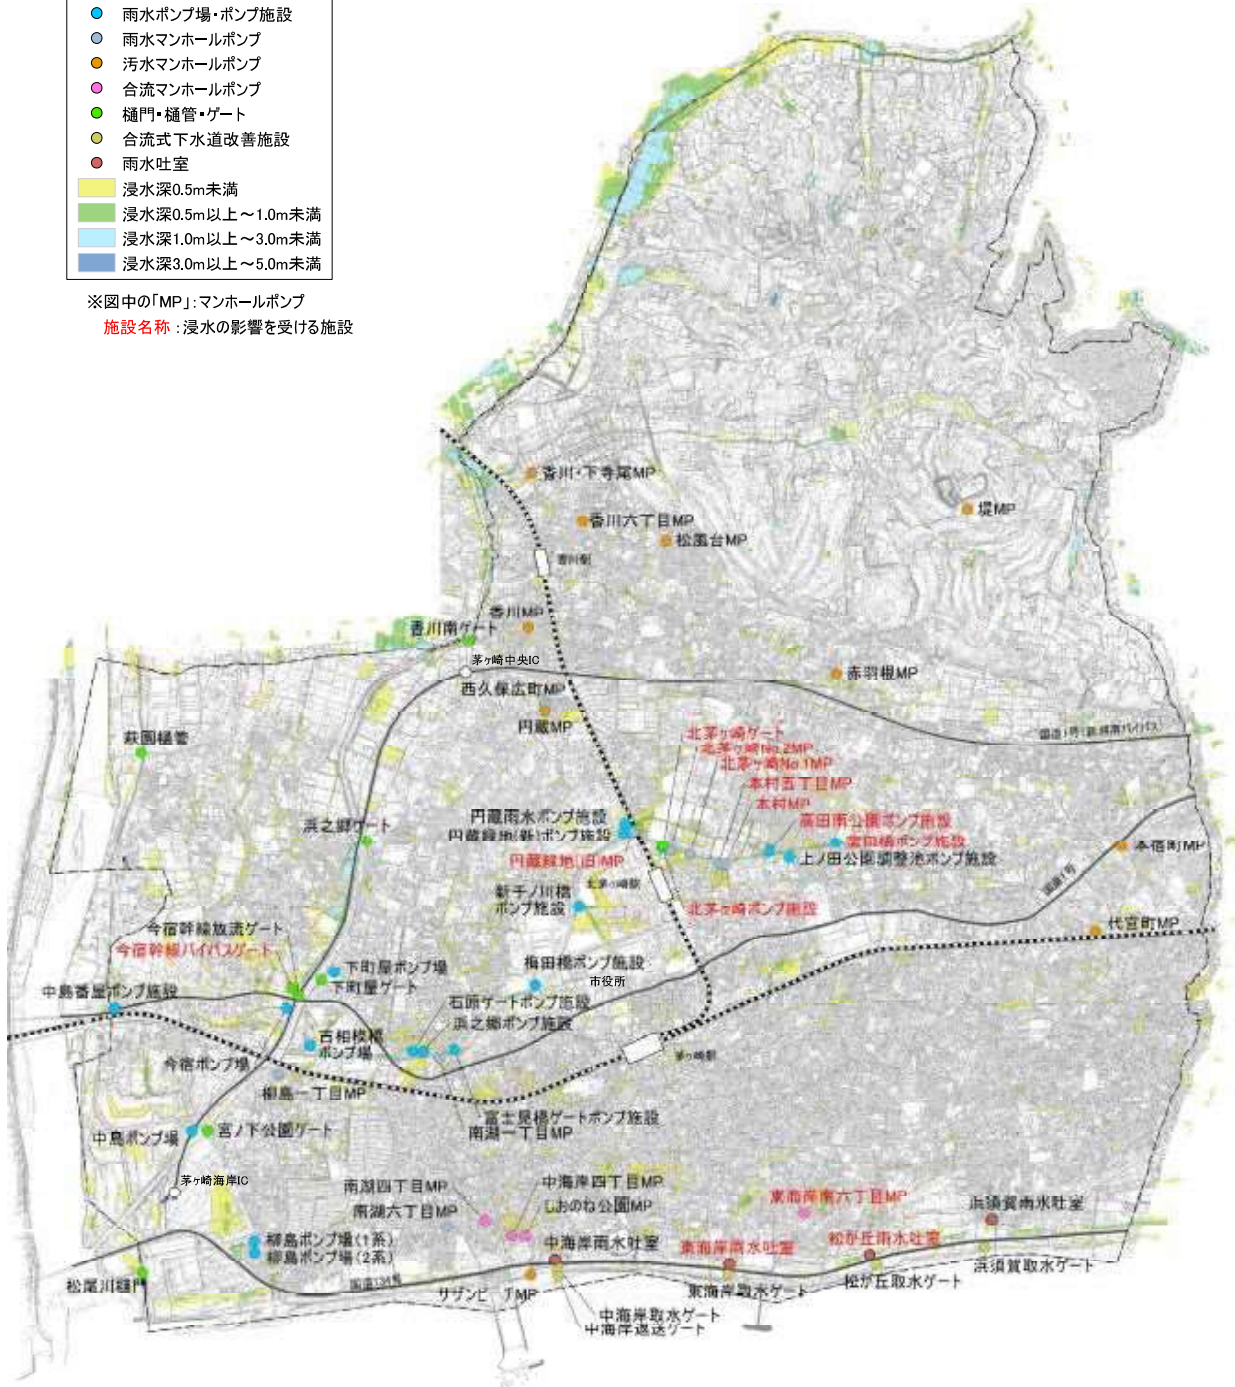 雨水ポンプ場・ポンプ施設
雨水マンホールポンプ
汚水マンホールポンプ
合流マンホールポンプ
樋門・樋管・ゲート
合流式下水道改善施設
雨水吐室
浸水深0.5m未満
浸水深0.5m以上～1.0m未満
浸水深1.0m以上～3.0m未満
浸水深3.0m以上～5.0m未満
※図中の「MP」：マンホールポンプ
施設名称：浸水の影響を受ける施設
香川・下寺尾MP
香川六丁目MP
堤MP
松風台MP
香川駅
香川MP
香川南ゲート
茅ヶ崎中央IC
赤羽根MP
西久保広町MP
円蔵MP
国道1号(新湘南バイパス)
萩園樋管
北茅ヶ崎ゲート
北茅ヶ崎No.2MP
北茅ヶ崎No.1MP
本村五丁目MP
本村MP
円蔵雨水ポンプ施設
高田南公園ポンプ施設
浜之郷ゲート
円蔵緑地(新)ポンプ施設
本宿町MP
円蔵緑地(旧)MP
上ノ田公園調整池ポンプ施設
北茅ヶ崎駅
国道1号
新千ノ川橋
ポンプ施設
北茅ヶ崎ポンプ施設
代官町MP
今宿幹線放流ゲート
今宿幹線バイパスゲート
下町屋ポンプ場
下町屋ゲート
梅田橋ポンプ施設
市役所
中島番屋ポンプ施設
石原ゲートポンプ施設
浜之郷ポンプ施設
古相模橋
ポンプ場
今宿ポンプ場
茅ヶ崎駅
柳島一丁目MP
富士見橋ゲートポンプ施設
南湖一丁目MP
中島ポンプ場
宮ノ下公園ゲート
茅ヶ崎海岸IC
南湖四丁目MP
中海岸四丁目MP
しおのね公園MP
南湖六丁目MP
東海岸南六丁目MP
浜須賀雨水吐室
柳島ポンプ場(1系)
柳島ポンプ場(2系)
中海岸雨水吐室
東海岸雨水吐室
松が丘雨水吐室
浜須賀取水ゲート
松尾川樋門
国道134号
松が丘取水ゲート
東海岸取水ゲート
サザンビーチMP
中海岸取水ゲート
中海岸返送ゲート